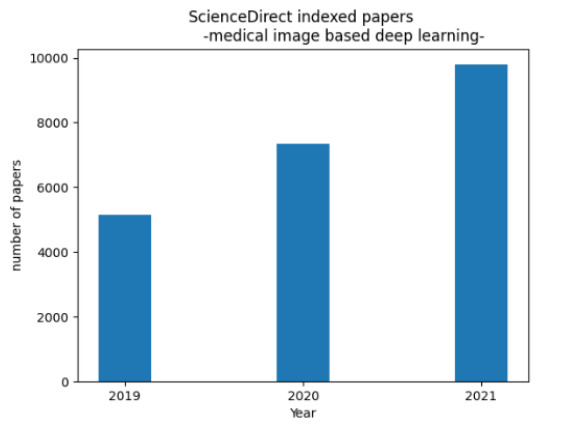 ScienceDirect indexed papers
-medical image based deep learning-
number of papers
10000
8000
6000
4000
2000
0
2019 2020 2021
Year